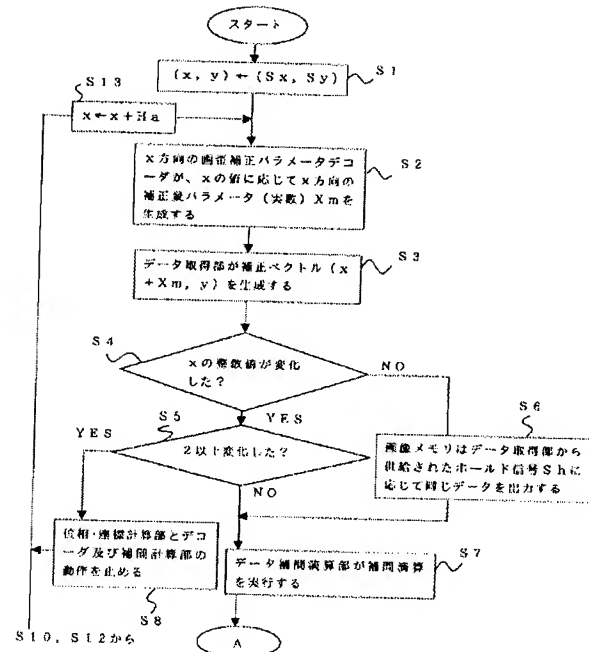 スタート
(x, y) ← (Sx, Sy)
S1
S13
x←x+Ha
x方向の画歪補正パラメータデコ
ーダが、xの値に応じてx方向の
補正量パラメータ(実数)Xmを
生成する
S2
データ取得部が補正ベクトル(x
+Xm, y)を生成する
S3
S4
xの整数値が変化
した?
NO
YES
S5
YES
2以上変化した?
NO
S6
画像メモリはデータ取得部から
供給されたホールド信号Shに
応じて同じデータを出力する
位相・座標計算部とデコ
ーダ及び補間計算部の
動作を止める
S8
データ補間演算部が補間演算
を実行する
S7
S10, S12から
A